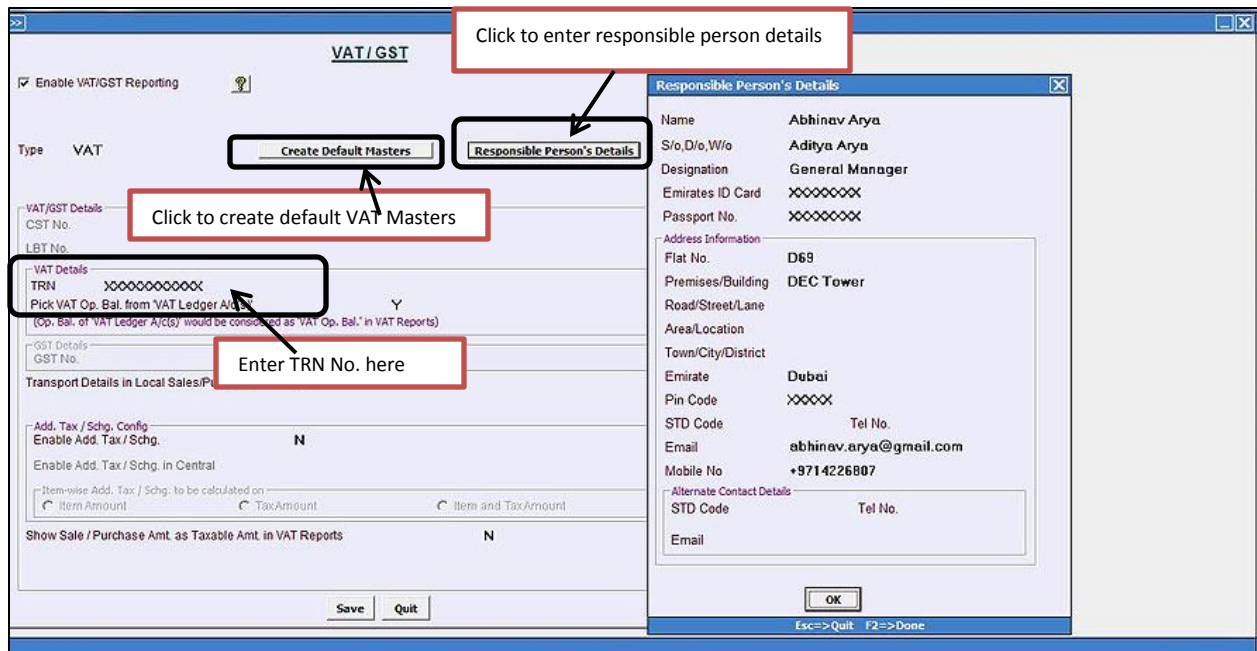 >>
Click to enter responsible person details
VAT/GST
Enable VAT/GST Reporting
Type VAT
Create Default Masters
Responsible Person's Details
Click to create default VAT Masters
VAT/GST Details
CST No.
LBT No.
VAT Details
TRN XXXXXXXXXXXX
Pick VAT Op. Bal. from 'VAT Ledger A/c(s)' Y
(Op. Bal. of 'VAT Ledger A/c(s)' would be considered as 'VAT Op. Bal.' in VAT Reports)
GST Details
GST No.
Enter TRN No. here
Transport Details in Local Sales/Pu
Add. Tax / Schg. Config
Enable Add. Tax / Schg. N
Enable Add. Tax / Schg. in Central
Item-wise Add. Tax / Schg. to be calculated on
Item Amount Tax Amount Item and Tax Amount
Show Sale / Purchase Amt. as Taxable Amt. in VAT Reports N
Save Quit
Responsible Person's Details
Name Abhinav Arya
S/o,D/o,W/o Aditya Arya
Designation General Manager
Emirates ID Card XXXXXXXX
Passport No. XXXXXXXX
Address Information
Flat No. D69
Premises/Building DEC Tower
Road/Street/Lane
Area/Location
Town/City/District
Emirate Dubai
Pin Code XXXXX
STD Code Tel No.
Email abhinav.arya@gmail.com
Mobile No +9714226807
Alternate Contact Details
STD Code Tel No.
Email
OK
Esc=>Quit F2=>Done